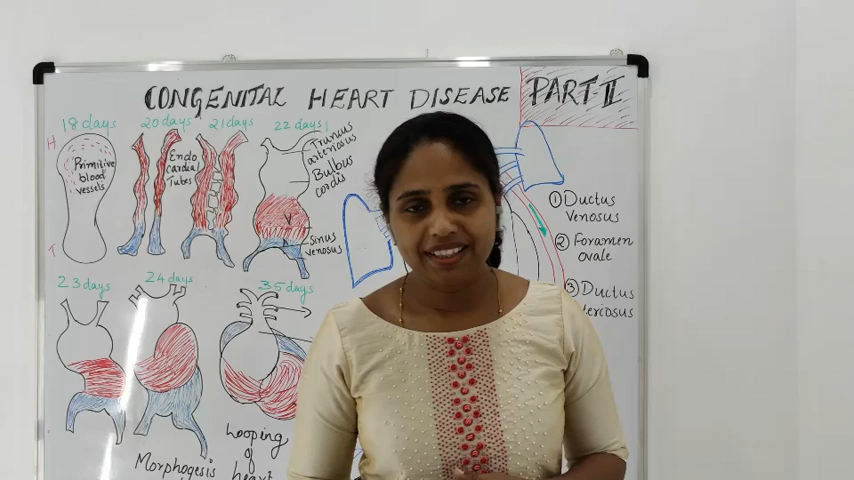 CONGENITAL HEART DISEASE PART-II
18 days
20 days
21 days
22 days
H
T
Primitive
blood
vessels
Endo
cardial
Tubes
Truncus
arteriosus
Bulbus
cordis
V
Sinus
venosus
23 days
24 days
35 days
Morphogesis
Looping
of
heart
① Ductus
Venosus
② Foramen
ovale
③ Ductus